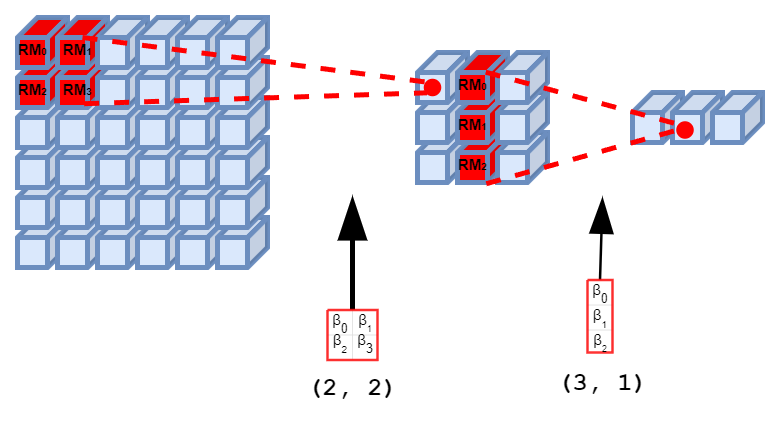 RM₀ RM₁
RM₂ RM₃
RM₀
RM₁
RM₂
β₀ β₁
β₂ β₃
(2, 2)
β₀
β₁
β₂
(3, 1)